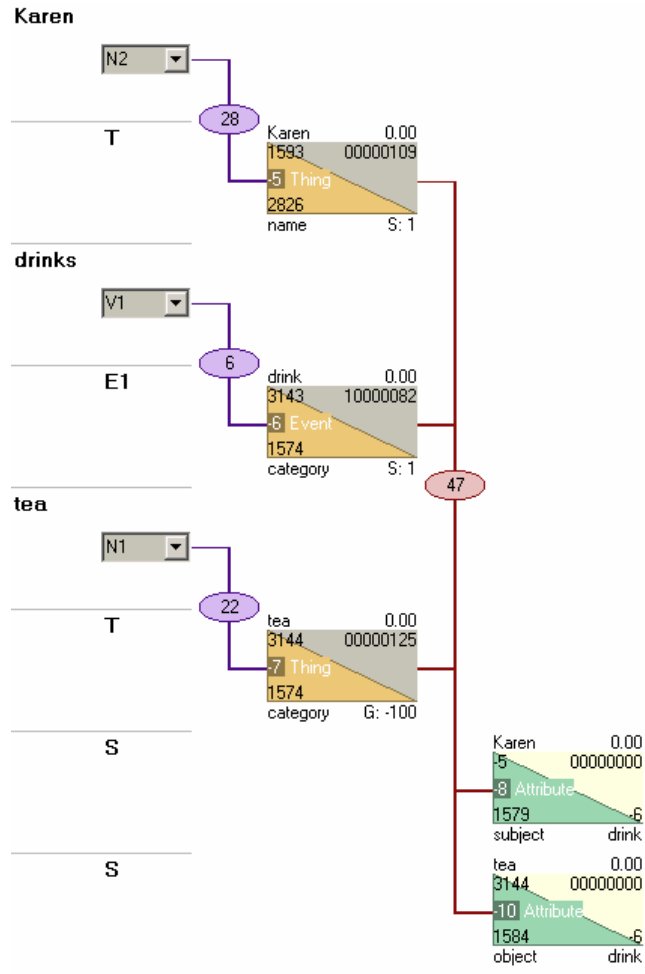 Karen
N2
28
T
Karen 0.00
1593 00000109
-5 Thing
2826
name S: 1
drinks
V1
6
E1
drink 0.00
3143 10000082
-6 Event
1574
category S: 1
47
tea
N1
22
T
tea 0.00
3144 00000125
-7 Thing
1574
category G: -100
S
Karen 0.00
-5 00000000
-8 Attribute
1579 -6
subject drink
S
tea 0.00
3144 00000000
-10 Attribute
1584 -6
object drink